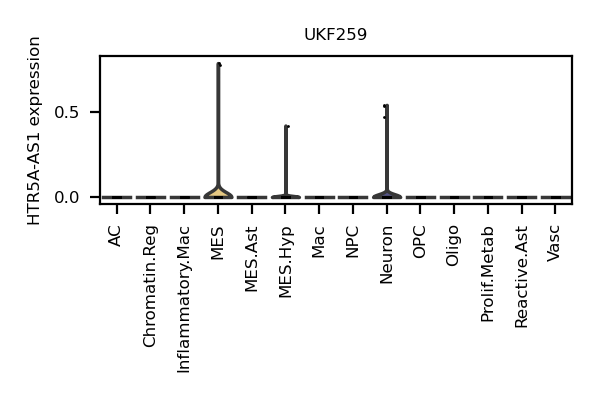 UKF259
HTR5A-AS1 expression
0.5
0.0
AC
Chromatin.Reg
Inflammatory.Mac
MES
MES.Ast
MES.Hyp
Mac
NPC
Neuron
OPC
Oligo
Prolif.Metab
Reactive.Ast
Vasc